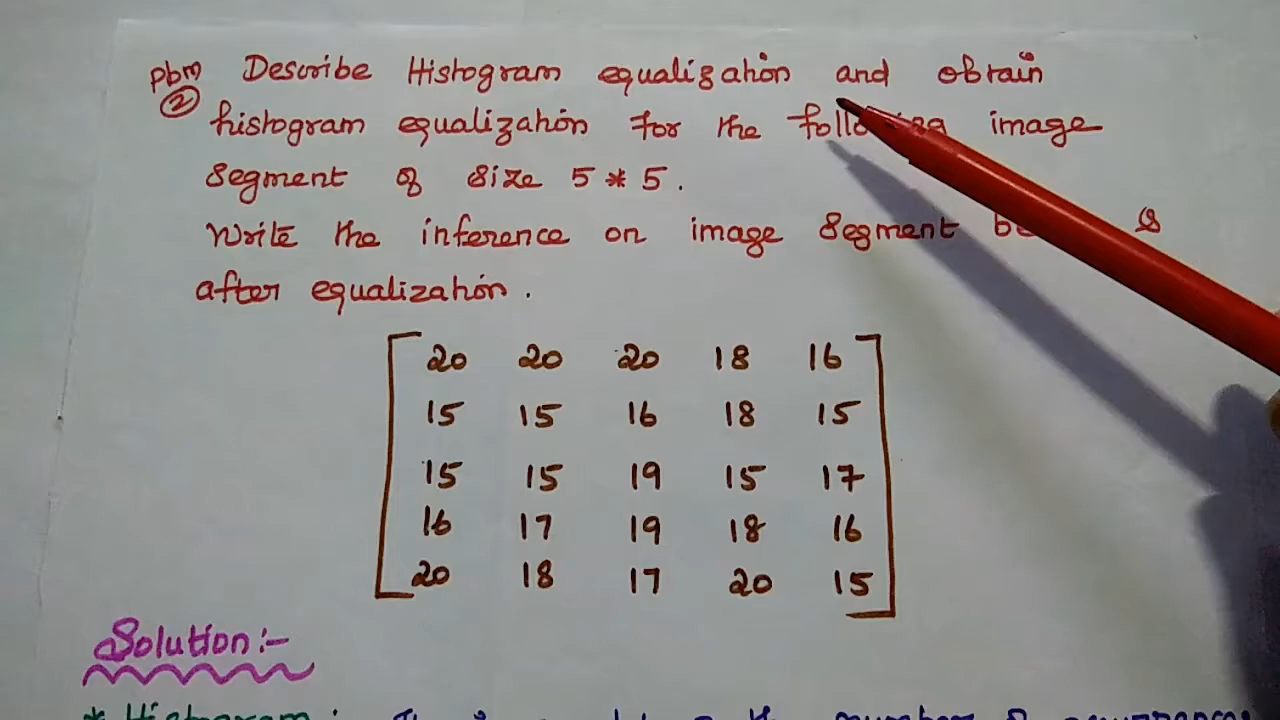 Pbm Describe Histogram equalization and obtain
② histogram equalization for the following image
segment of size 5 * 5.
Write the inference on image segment &
after equalization.
20 20 20 18 16
15 15 16 18 15
15 15 19 15 17
16 17 19 18 16
20 18 17 20 15
Solution:-
* Histogram :